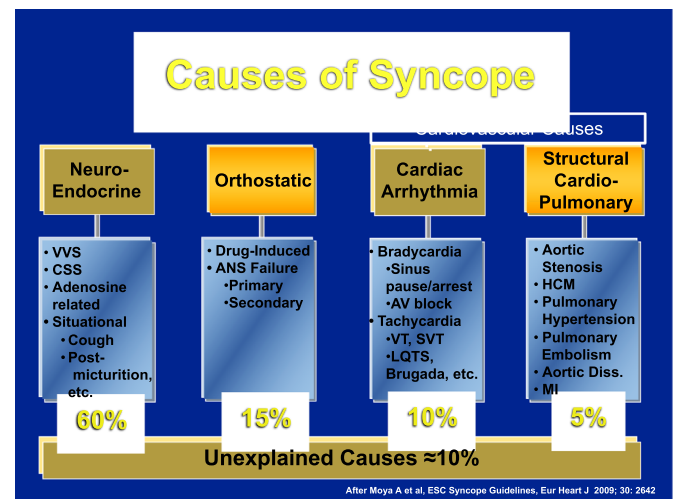 Causes of Syncope
Cardiovascular Causes
Neuro-
Endocrine
Orthostatic
Cardiac
Arrhythmia
Structural
Cardio-
Pulmonary
• VVS
• CSS
• Adenosine
related
• Situational
• Cough
• Post-
micturition,
etc.
• Drug-Induced
• ANS Failure
•Primary
•Secondary
• Bradycardia
•Sinus
pause/arrest
•AV block
• Tachycardia
•VT, SVT
•LQTS,
Brugada, etc.
• Aortic
Stenosis
• HCM
• Pulmonary
Hypertension
• Pulmonary
Embolism
• Aortic Diss.
• MI
60%
15%
10%
5%
Unexplained Causes ≈10%
After Moya A et al, ESC Syncope Guidelines, Eur Heart J 2009; 30: 2642